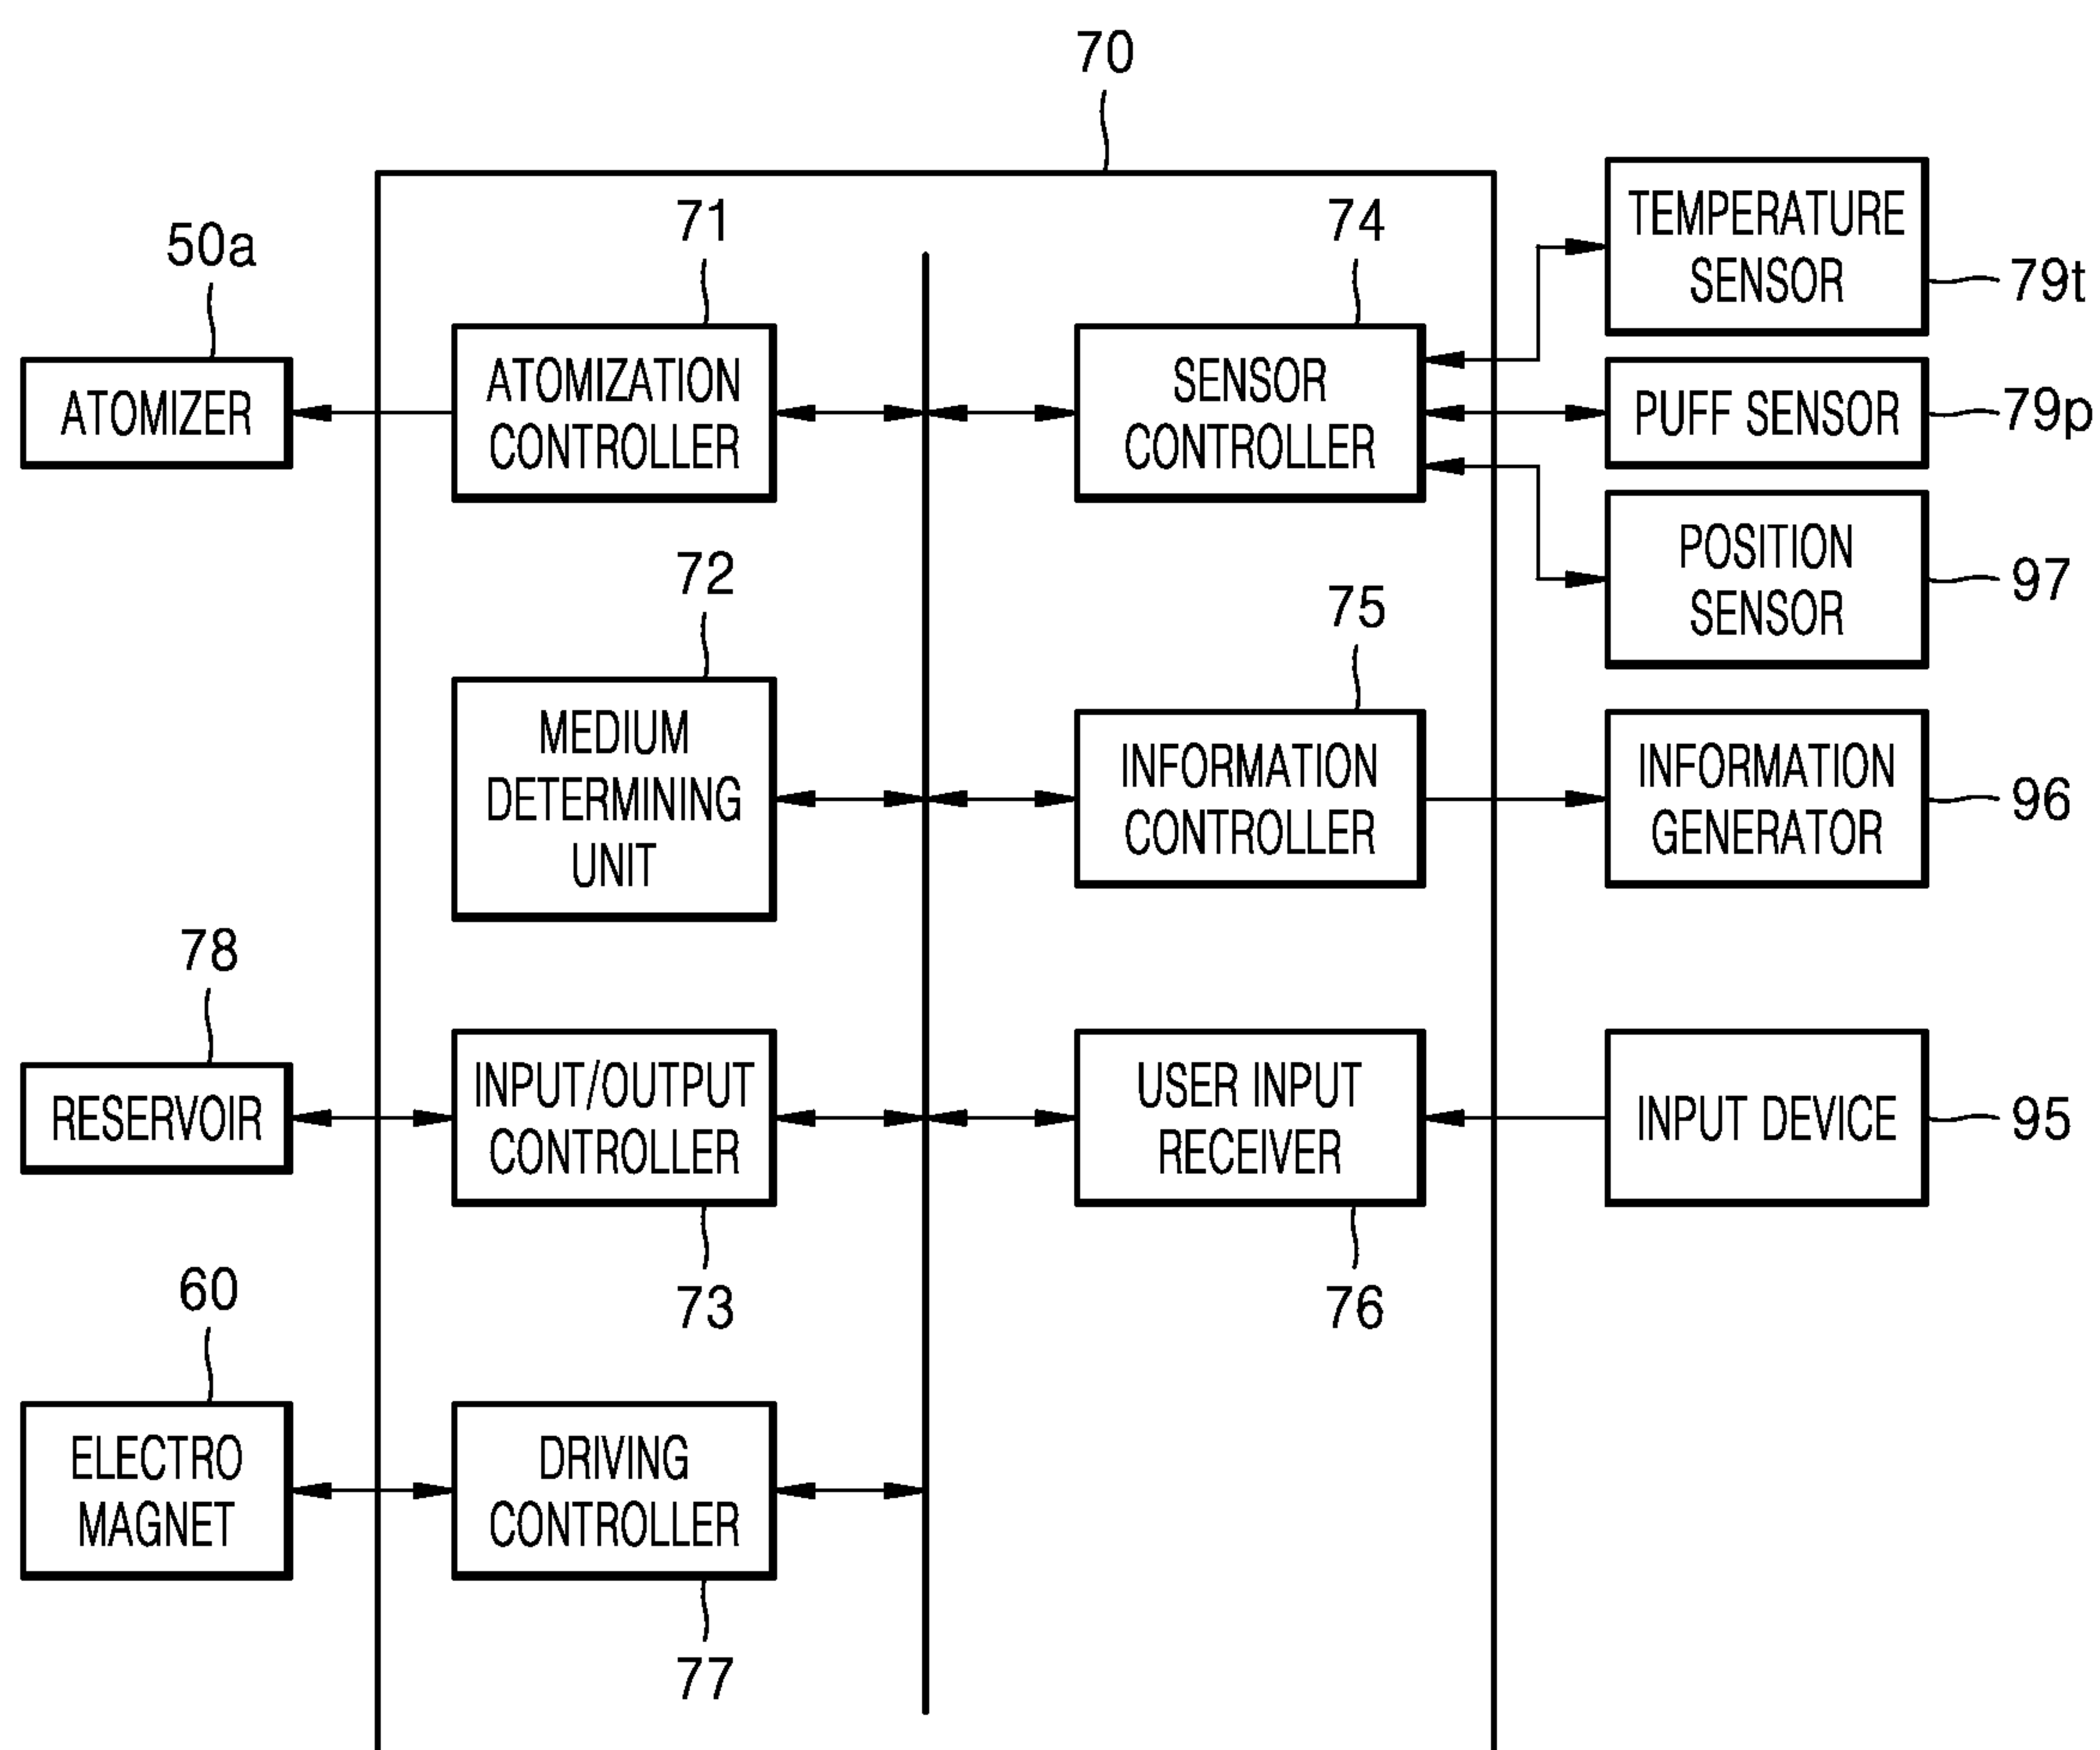 70
50a
ATOMIZER
71
ATOMIZATION
CONTROLLER
74
SENSOR
CONTROLLER
TEMPERATURE
SENSOR
79t
PUFF SENSOR
79p
POSITION
SENSOR
97
72
MEDIUM
DETERMINING
UNIT
75
INFORMATION
CONTROLLER
INFORMATION
GENERATOR
96
78
RESERVOIR
INPUT/OUTPUT
CONTROLLER
73
USER INPUT
RECEIVER
76
INPUT DEVICE
95
60
ELECTRO
MAGNET
DRIVING
CONTROLLER
77